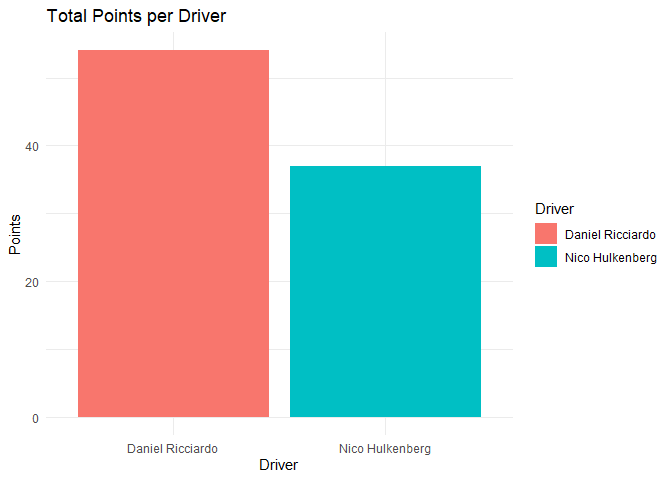 Total Points per Driver
Points
40
20
0
Daniel Ricciardo
Nico Hulkenberg
Driver
Driver
Daniel Ricciardo
Nico Hulkenberg